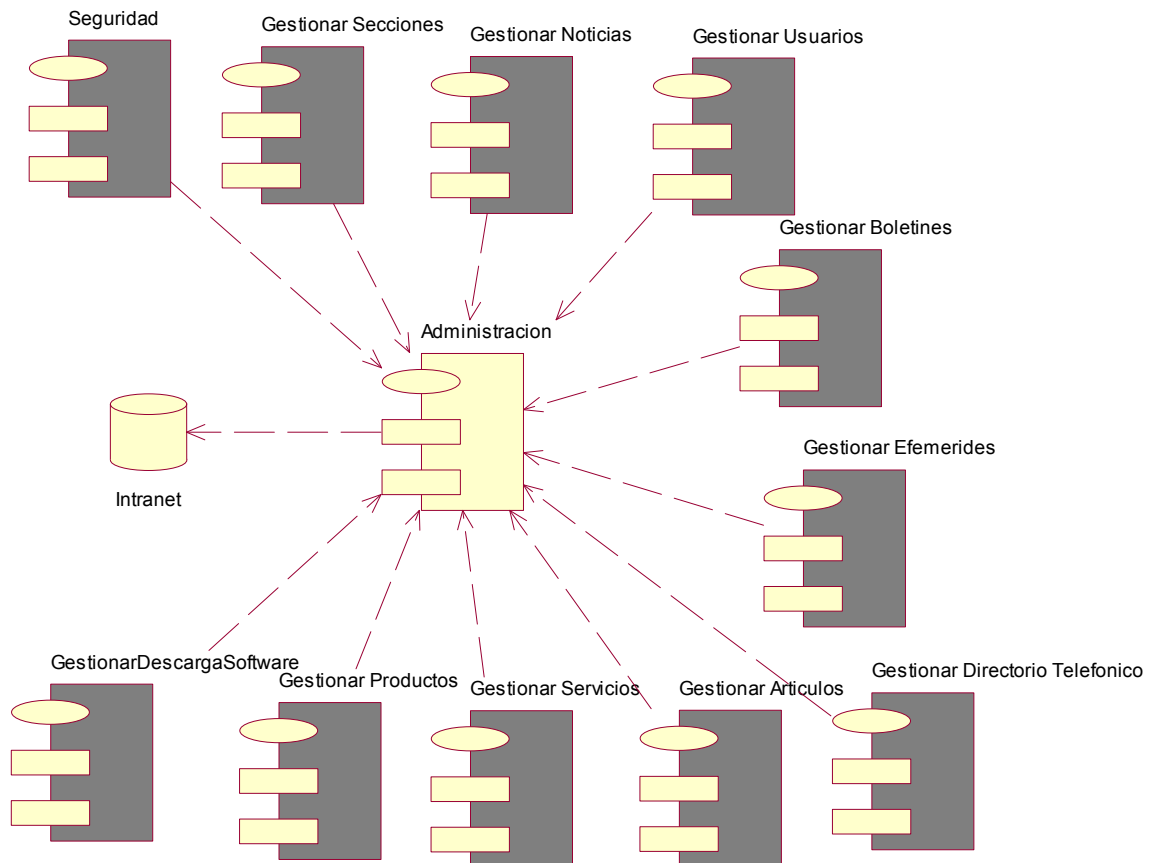 Seguridad
Gestionar Secciones
Gestionar Noticias
Gestionar Usuarios
Gestionar Boletines
Administracion
Gestionar Efemerides
Intranet
GestionarDescargaSoftware
Gestionar Productos
Gestionar Servicios
Gestionar Articulos
Gestionar Directorio Telefonico